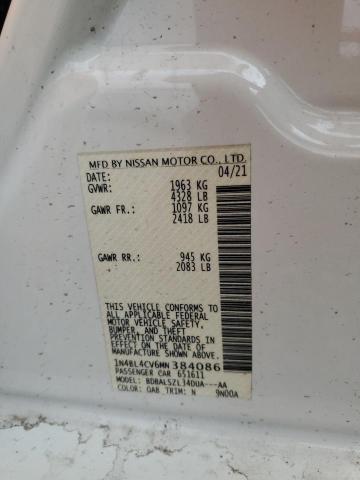 MFD BY NISSAN MOTOR CO., LTD.
DATE: 04/21
GVWR: 1963 KG
4328 LB
GAWR FR.: 1097 KG
2418 LB
GAWR RR.: 945 KG
2083 LB
THIS VEHICLE CONFORMS TO
ALL APPLICABLE FEDERAL
MOTOR VEHICLE SAFETY,
BUMPER, AND THEFT
PREVENTION STANDARDS IN
EFFECT ON THE DATE OF
MANUFACTURE SHOWN ABOVE.
1N4BL4CV6MN384086
PASSENGER CAR 651611
MODEL: BDBALSZL34DUA---AA
COLOR: QAB TRIM: N 9N00A